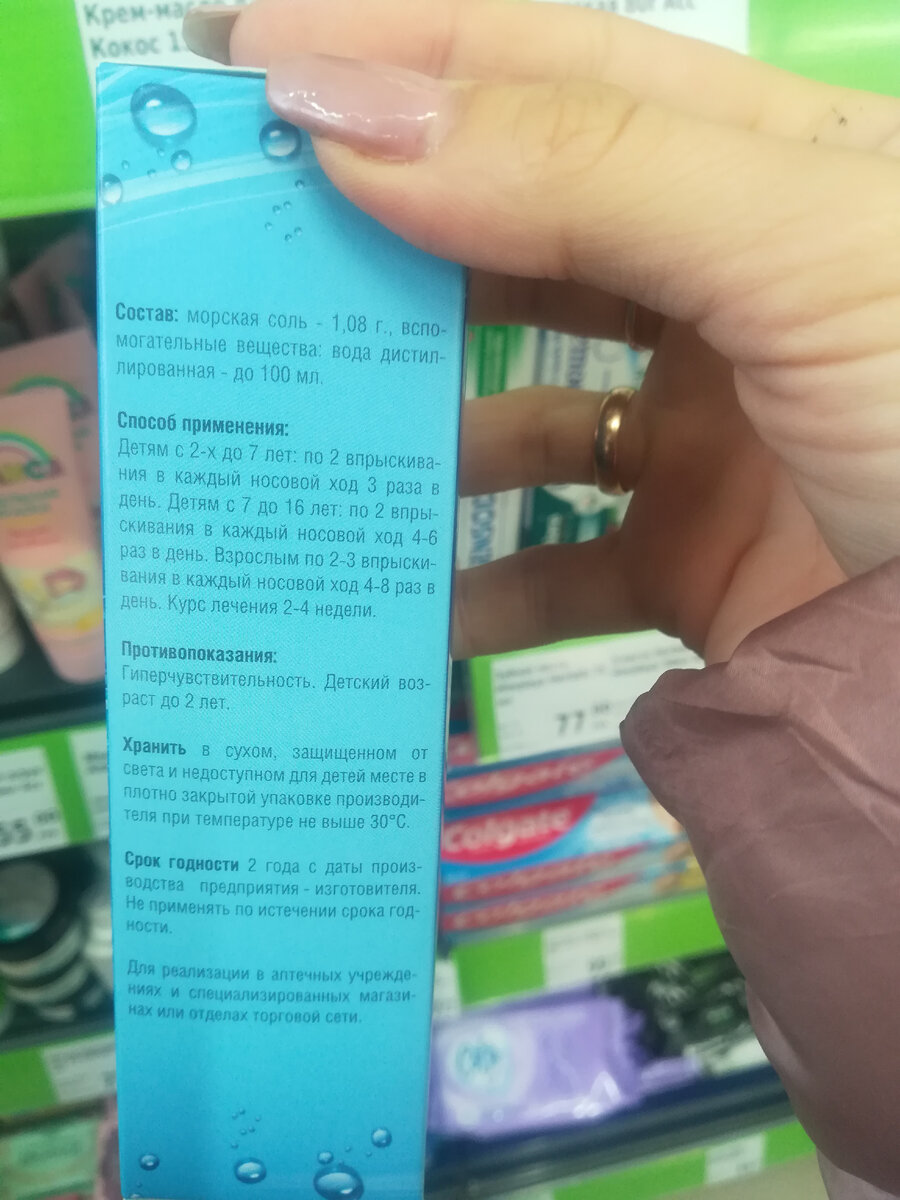 Крем-масло
Кокос
Состав: морская соль - 1,08 г., вспо-
могательные вещества: вода дистил-
лированная - до 100 мл.
Способ применения:
Детям с 2-х до 7 лет: по 2 впрыскива-
ния в каждый носовой ход 3 раза в
день. Детям с 7 до 16 лет: по 2 впры-
скивания в каждый носовой ход 4-6
раз в день. Взрослым по 2-3 впрыски-
вания в каждый носовой ход 4-8 раз в
день. Курс лечения 2-4 недели.
Противопоказания:
Гиперчувствительность. Детский воз-
раст до 2 лет.
Хранить в сухом, защищенном от
света и недоступном для детей месте в
плотно закрытой упаковке производи-
теля при температуре не выше 30°С.
Срок годности 2 года с даты произ-
водства предприятия - изготовителя.
Не применять по истечении срока год-
ности.
Для реализации в аптечных учрежде-
ниях и специализированных магази-
нах или отделах торговой сети.
77
Colgate
55